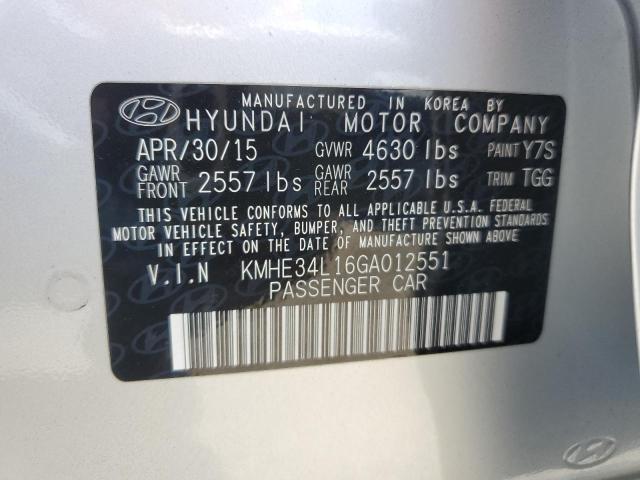 MANUFACTURED IN KOREA BY
HYUNDAI MOTOR COMPANY
APR/30/15 GVWR 4630 lbs PAINT Y7S
GAWR FRONT 2557 lbs GAWR REAR 2557 lbs TRIM TGG
THIS VEHICLE CONFORMS TO ALL APPLICABLE U.S.A. FEDERAL
MOTOR VEHICLE SAFETY, BUMPER, AND THEFT PREVENTION STANDARDS
IN EFFECT ON THE DATE OF MANUFACTURE SHOWN ABOVE.
V.I.N KMHE34L16GA012551
PASSENGER CAR